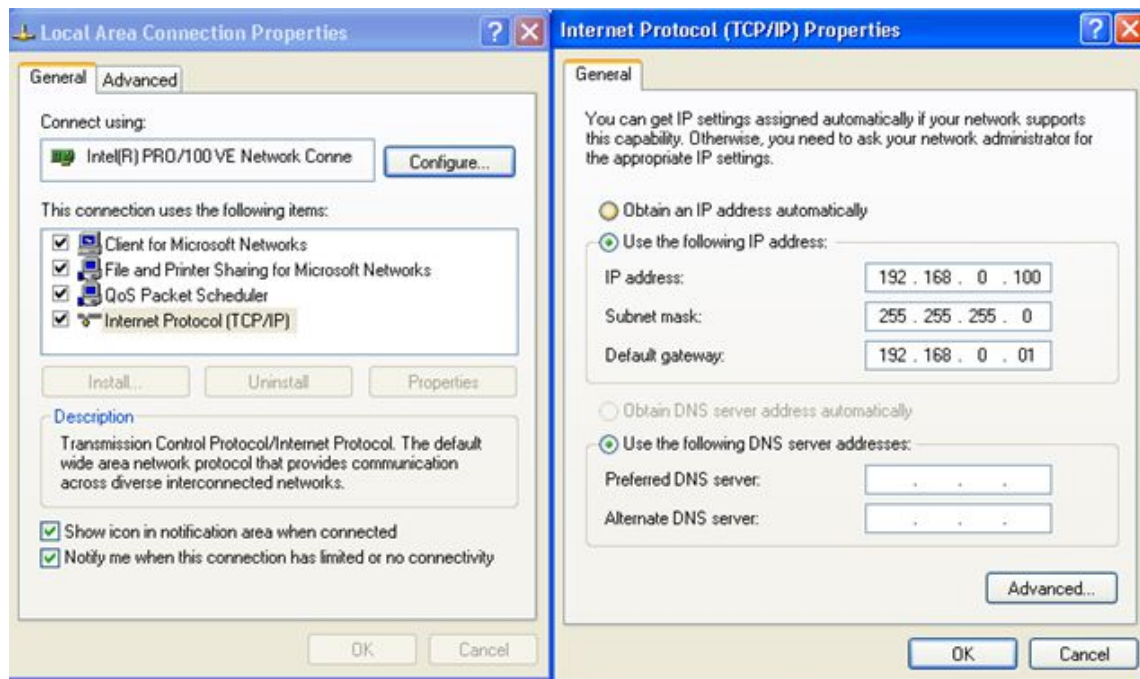 Local Area Connection Properties
General
Advanced
Connect using:
Intel(R) PRO/100 VE Network Conne
Configure...
This connection uses the following items:
Client for Microsoft Networks
File and Printer Sharing for Microsoft Networks
QoS Packet Scheduler
Internet Protocol (TCP/IP)
Install...
Uninstall
Properties
Description
Transmission Control Protocol/Internet Protocol. The default
wide area network protocol that provides communication
across diverse interconnected networks.
Show icon in notification area when connected
Notify me when this connection has limited or no connectivity
OK
Cancel
Internet Protocol (TCP/IP) Properties
General
You can get IP settings assigned automatically if your network supports
this capability. Otherwise, you need to ask your network administrator for
the appropriate IP settings.
Obtain an IP address automatically
Use the following IP address:
IP address: 192 . 168 . 0 . 100
Subnet mask: 255 . 255 . 255 . 0
Default gateway: 192 . 168 . 0 . 01
Obtain DNS server address automatically
Use the following DNS server addresses:
Preferred DNS server: . . .
Alternate DNS server: . . .
Advanced...
OK
Cancel